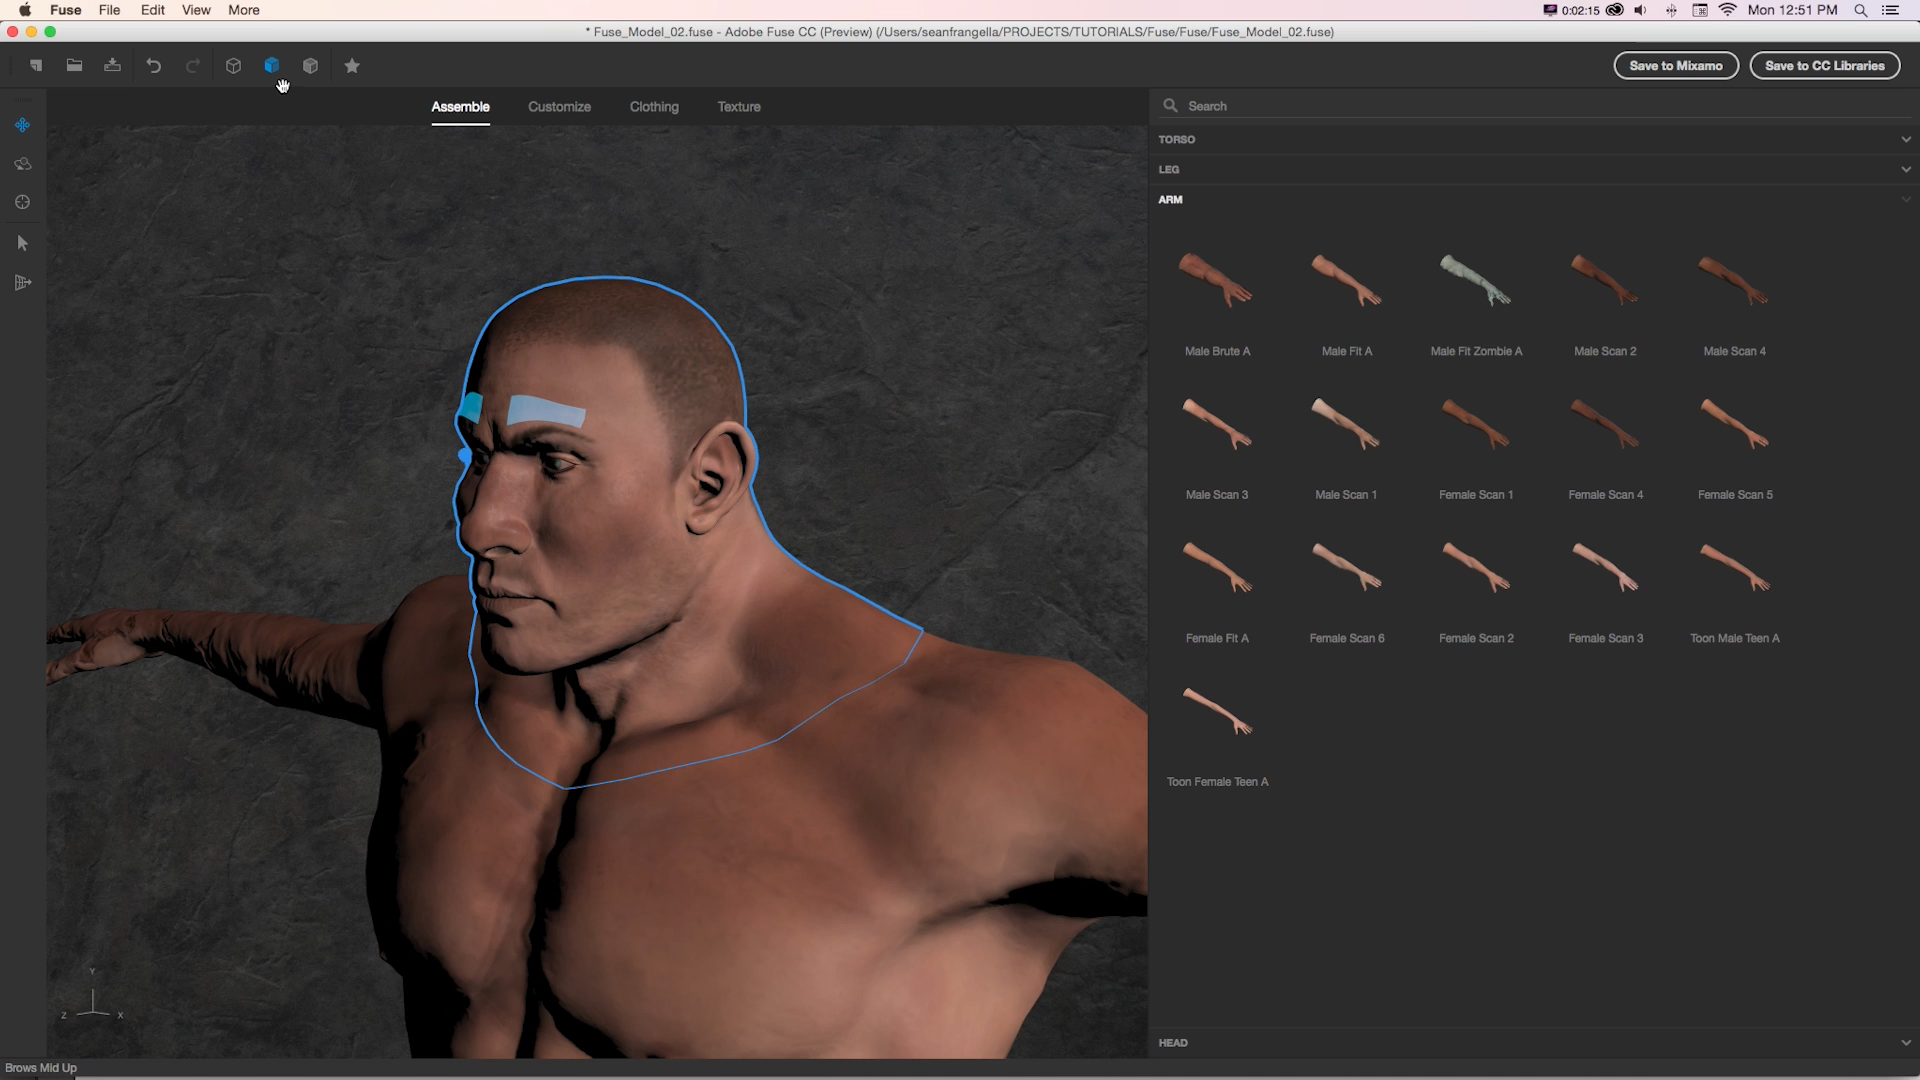 Fuse File Edit View More 0:02:15 Mon 12:51 PM
* Fuse_Model_02.fuse - Adobe Fuse CC (Preview) (/Users/seanfrangella/PROJECTS/TUTORIALS/Fuse/Fuse/Fuse_Model_02.fuse)
Save to Mixamo Save to CC Libraries
Assemble Customize Clothing Texture
Search
TORSO
LEG
ARM
Male Brute A Male Fit A Male Fit Zombie A Male Scan 2 Male Scan 4
Male Scan 3 Male Scan 1 Female Scan 1 Female Scan 4 Female Scan 5
Female Fit A Female Scan 6 Female Scan 2 Female Scan 3 Toon Male Teen A
Toon Female Teen A
Y
Z X
HEAD
Brows Mid Up